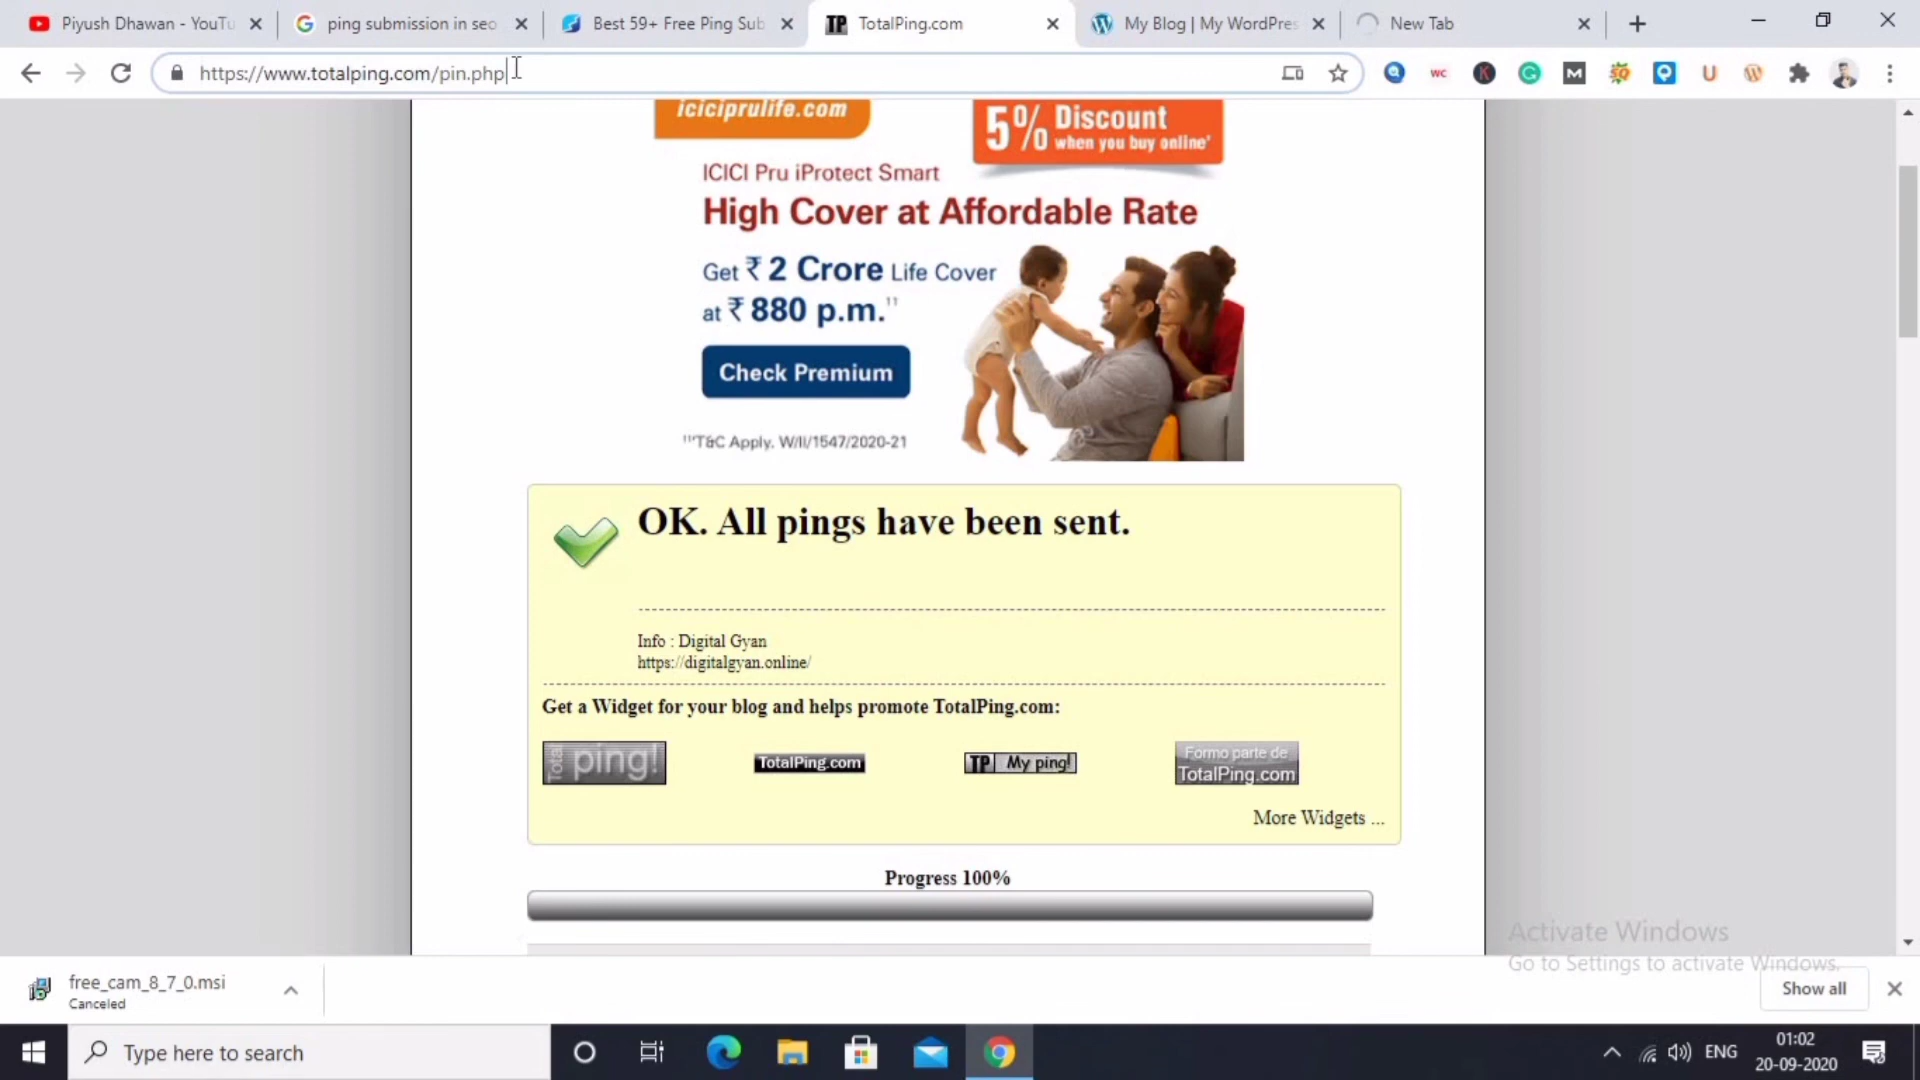 Piyush Dhawan - YouTu
ping submission in seo
Best 59+ Free Ping Sub
TP TotalPing.com
My Blog | My WordPres
New Tab
https://www.totalping.com/pin.php
iciciprulife.com
5% Discount
when you buy online*
ICICI Pru iProtect Smart
High Cover at Affordable Rate
Get ₹ 2 Crore Life Cover
at ₹ 880 p.m.11
Check Premium
11T&C Apply. W/II/1547/2020-21
OK. All pings have been sent.
Info : Digital Gyan
https://digitalgyan.online/
Get a Widget for your blog and helps promote TotalPing.com:
Total ping!
TotalPing.com
TP My ping!
Formo parte de
TotalPing.com
More Widgets ...
Progress 100%
Activate Windows
Go to Settings to activate Windows.
free_cam_8_7_0.msi
Canceled
Show all
Type here to search
ENG
01:02
20-09-2020